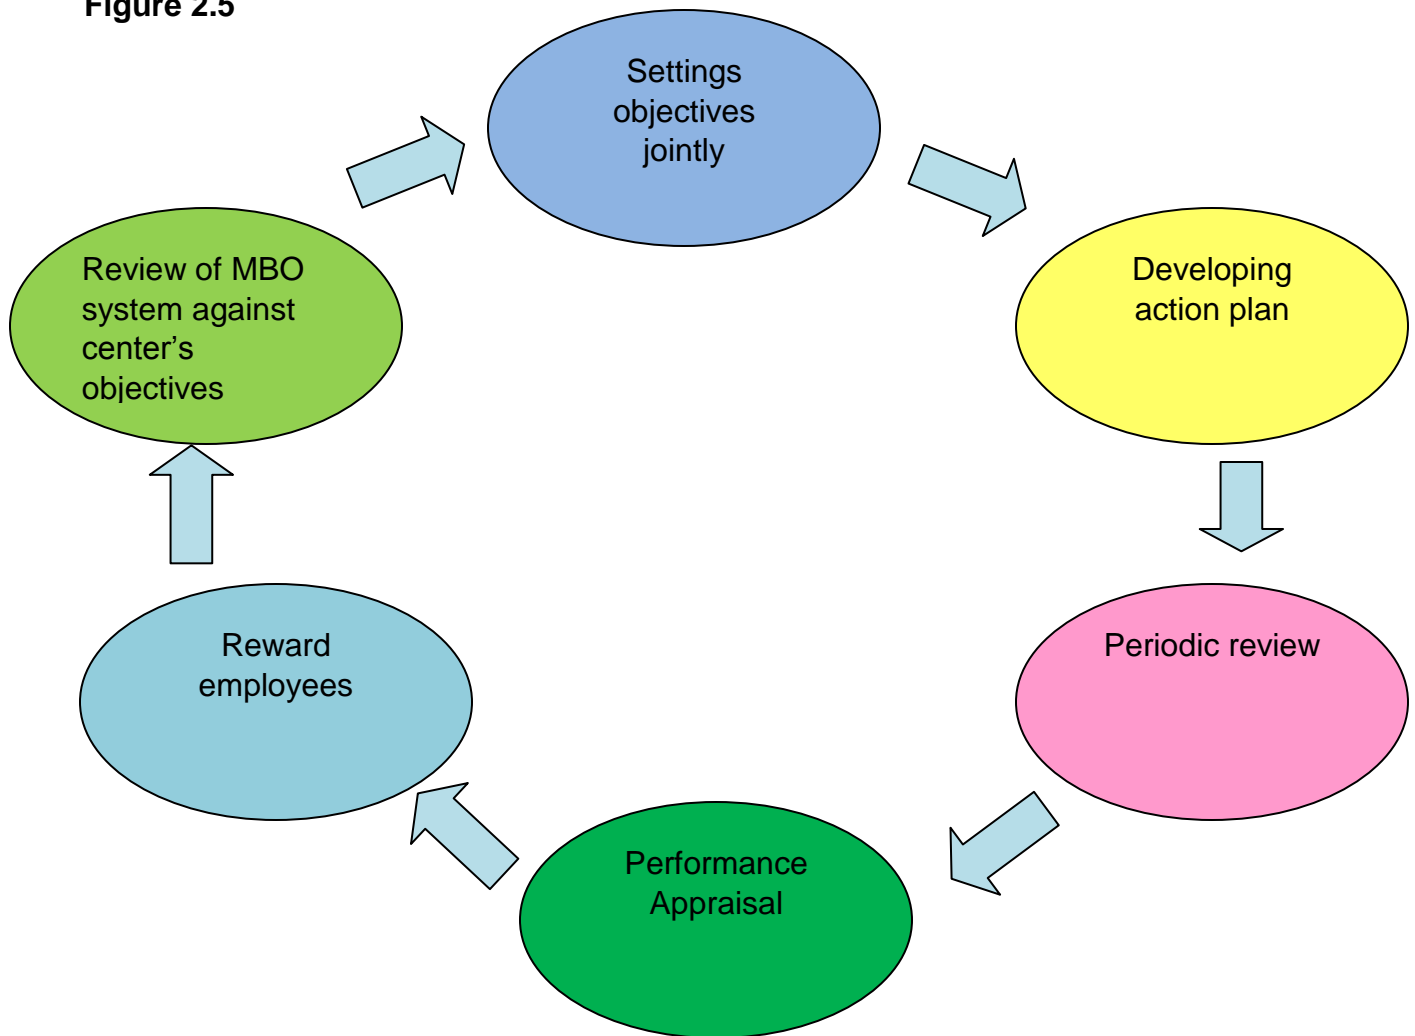 Figure 2.5
Settings
objectives
jointly
Developing
action plan
Periodic review
Performance
Appraisal
Reward
employees
Review of MBO
system against
center’s
objectives